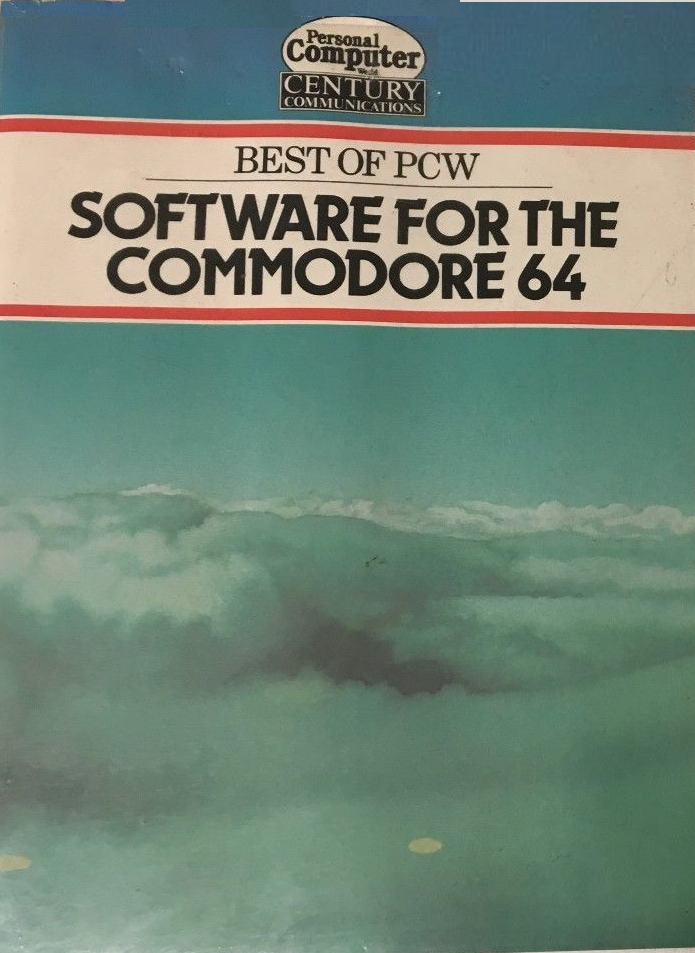 Personal
Computer
World
CENTURY
COMMUNICATIONS
BEST OF PCW
SOFTWARE FOR THE
COMMODORE 64